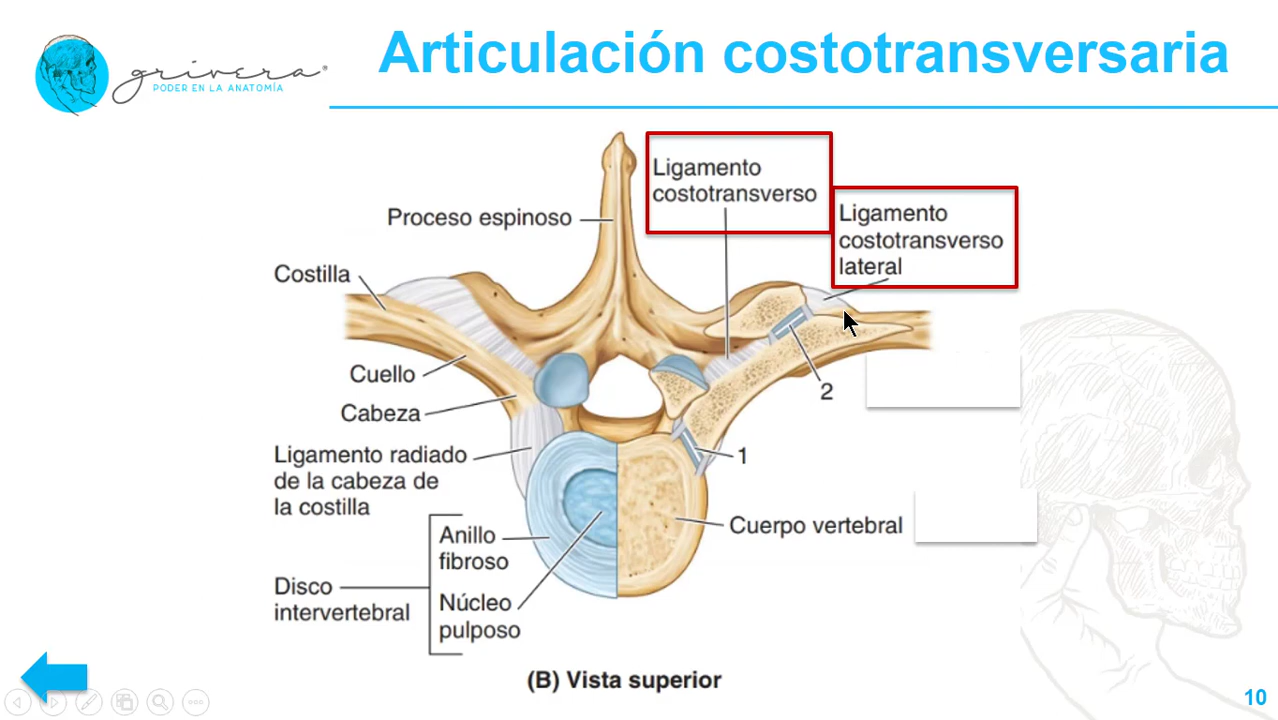 grivera®
PODER EN LA ANATOMÍA
Articulación costotransversaria
Ligamento
costotransverso
Ligamento
costotransverso
lateral
Proceso espinoso
Costilla
Cuello
Cabeza
2
Ligamento radiado
de la cabeza de
la costilla
1
Cuerpo vertebral
Anillo
fibroso
Disco
intervertebral
Núcleo
pulposo
(B) Vista superior
10